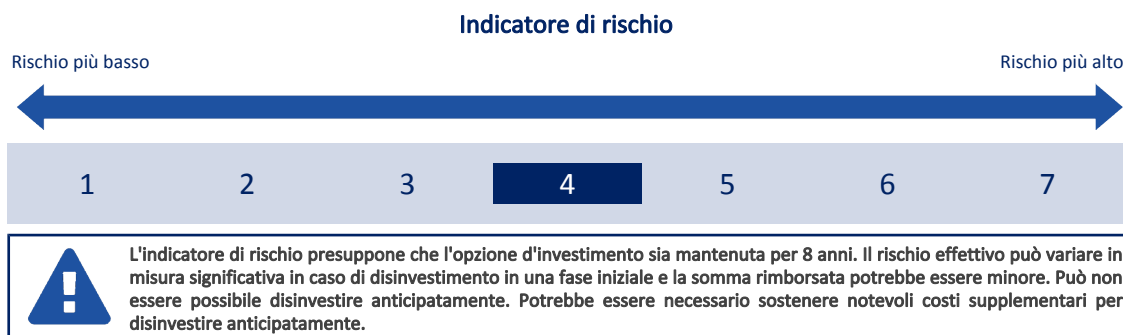 Indicatore di rischio
Rischio più basso
Rischio più alto
1 2 3 4 5 6 7
L'indicatore di rischio presuppone che l'opzione d'investimento sia mantenuta per 8 anni. Il rischio effettivo può variare in
misura significativa in caso di disinvestimento in una fase iniziale e la somma rimborsata potrebbe essere minore. Può non
essere possibile disinvestire anticipatamente. Potrebbe essere necessario sostenere notevoli costi supplementari per
disinvestire anticipatamente.